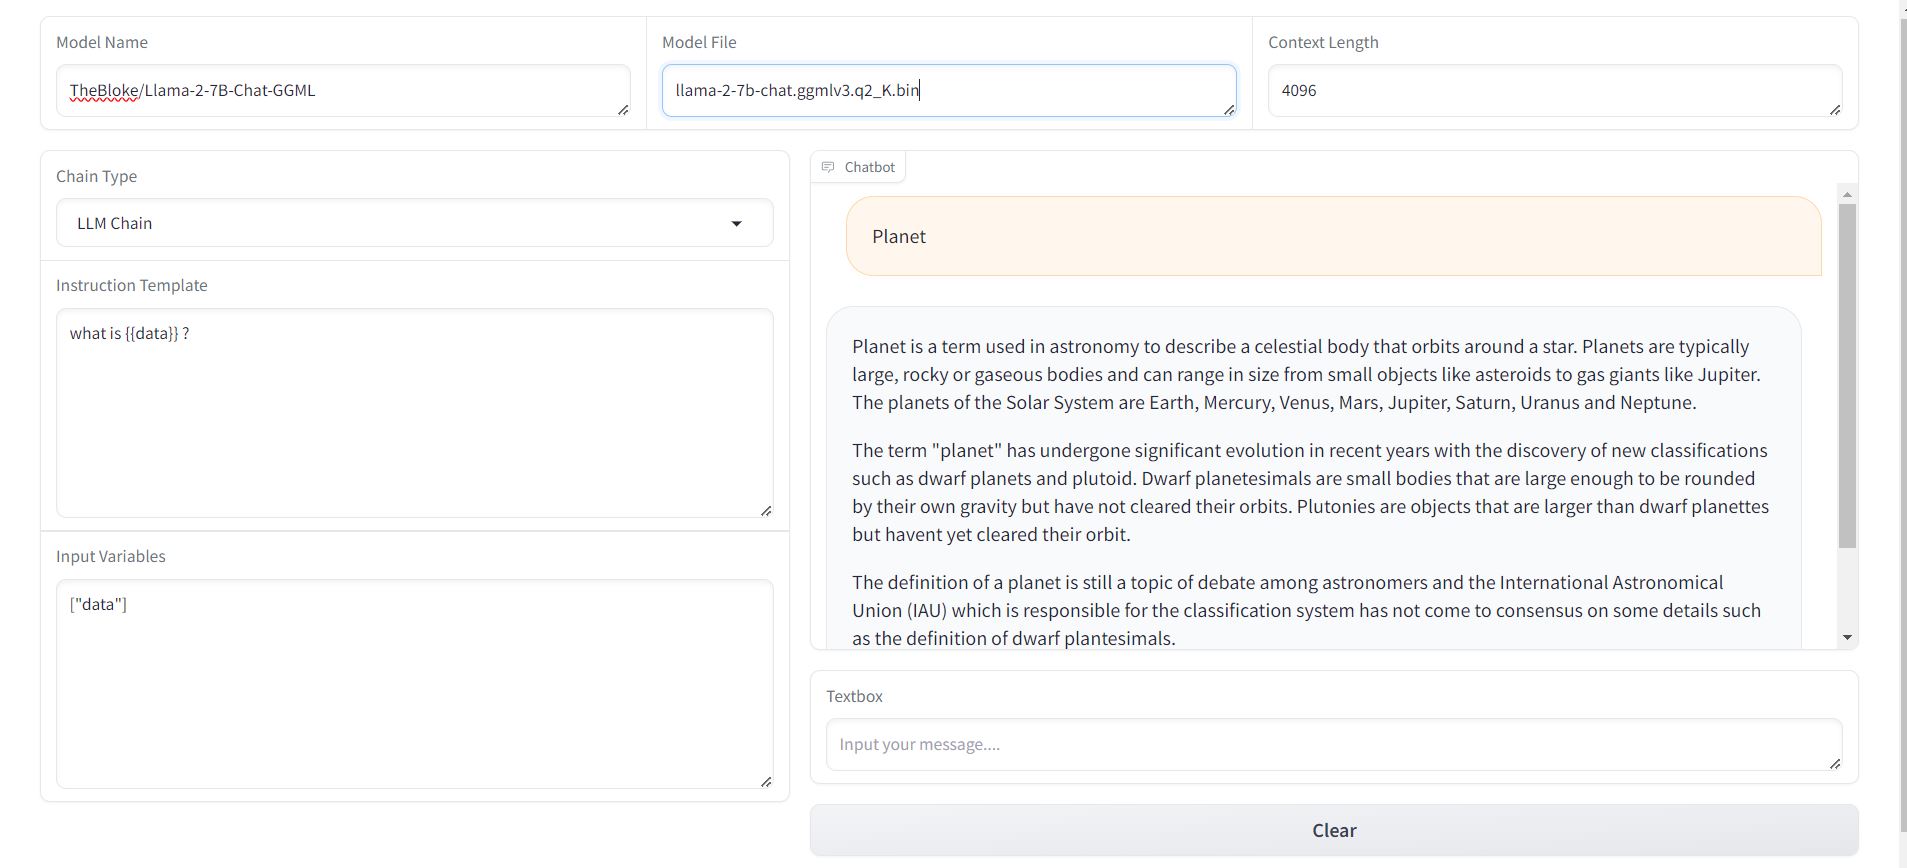 Model Name
TheBloke/Llama-2-7B-Chat-GGML
Model File
llama-2-7b-chat.ggmlv3.q2_K.bin
Context Length
4096
Chain Type
LLM Chain
Instruction Template
what is {{data}} ?
Input Variables
["data"]
Chatbot
Planet
Planet is a term used in astronomy to describe a celestial body that orbits around a star. Planets are typically
large, rocky or gaseous bodies and can range in size from small objects like asteroids to gas giants like Jupiter.
The planets of the Solar System are Earth, Mercury, Venus, Mars, Jupiter, Saturn, Uranus and Neptune.
The term "planet" has undergone significant evolution in recent years with the discovery of new classifications
such as dwarf planets and plutoid. Dwarf planetesimals are small bodies that are large enough to be rounded
by their own gravity but have not cleared their orbits. Plutonies are objects that are larger than dwarf planettes
but havent yet cleared their orbit.
The definition of a planet is still a topic of debate among astronomers and the International Astronomical
Union (IAU) which is responsible for the classification system has not come to consensus on some details such
as the definition of dwarf plantesimals.
Textbox
Input your message....
Clear